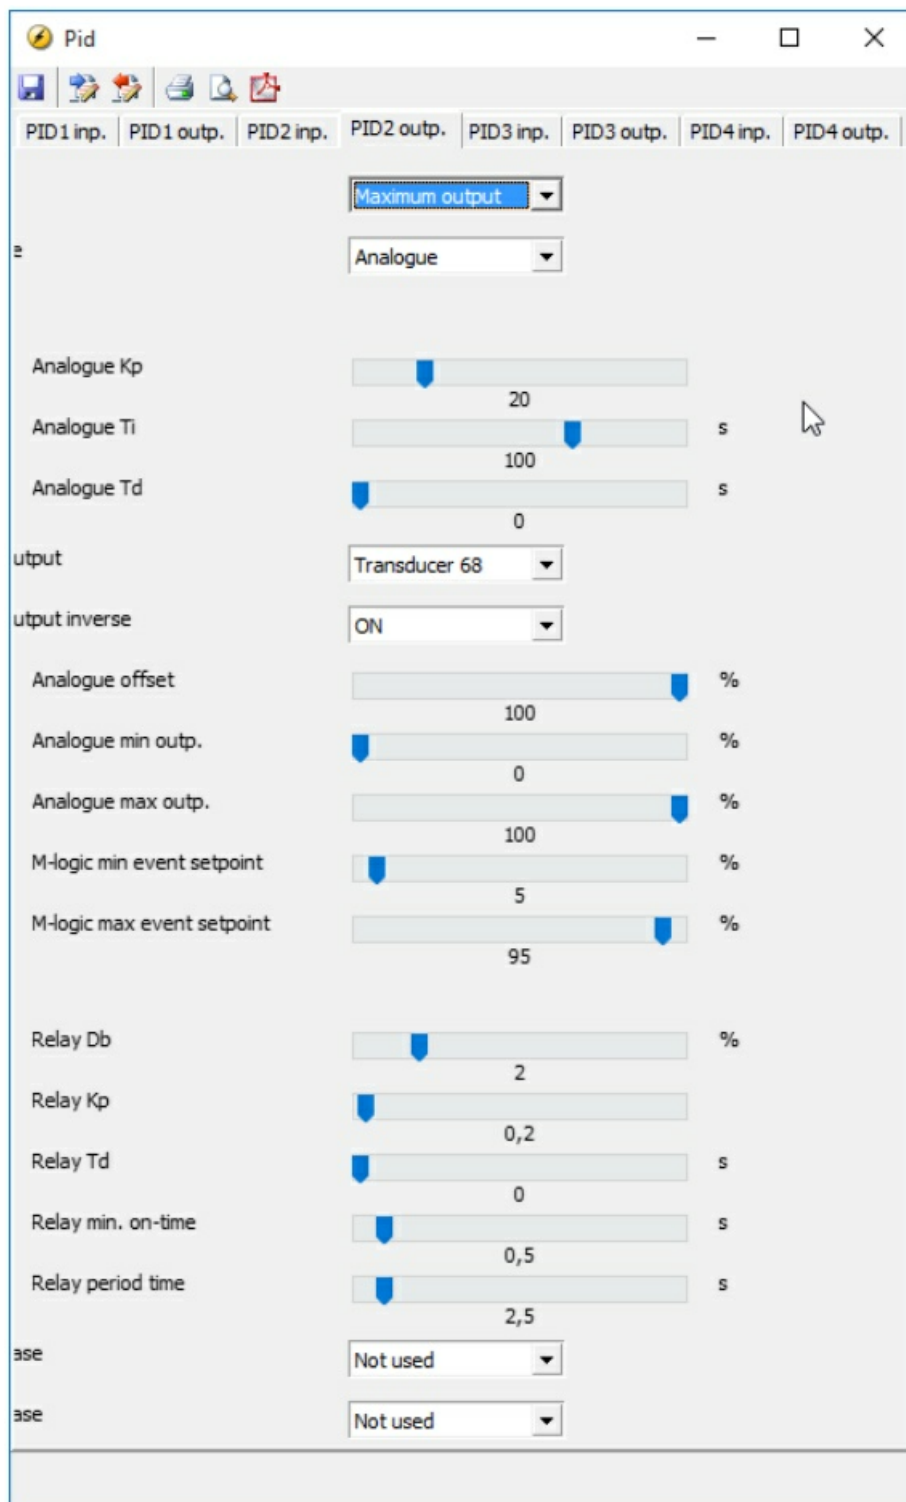 Pid
PID1 inp. PID1 outp. PID2 inp. PID2 outp. PID3 inp. PID3 outp. PID4 inp. PID4 outp.
Maximum output
e Analogue
Analogue Kp
20
Analogue Ti s
100
Analogue Td s
0
utput Transducer 68
utput inverse ON
Analogue offset %
100
Analogue min outp. %
0
Analogue max outp. %
100
M-logic min event setpoint %
5
M-logic max event setpoint %
95
Relay Db %
2
Relay Kp
0,2
Relay Td s
0
Relay min. on-time s
0,5
Relay period time s
2,5
ase Not used
ase Not used